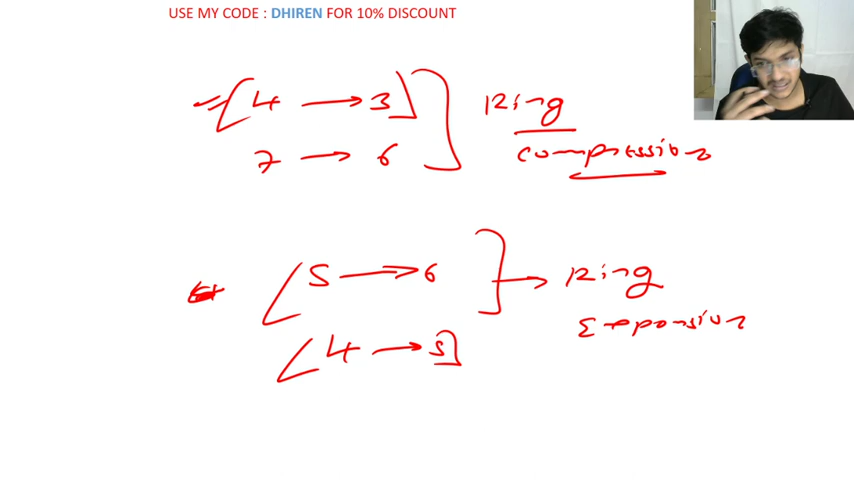 USE MY CODE : DHIREN FOR 10% DISCOUNT
4 → 3
Ring
7 → 6
compression
5 → 6
Ring
Expansion
4 → 5